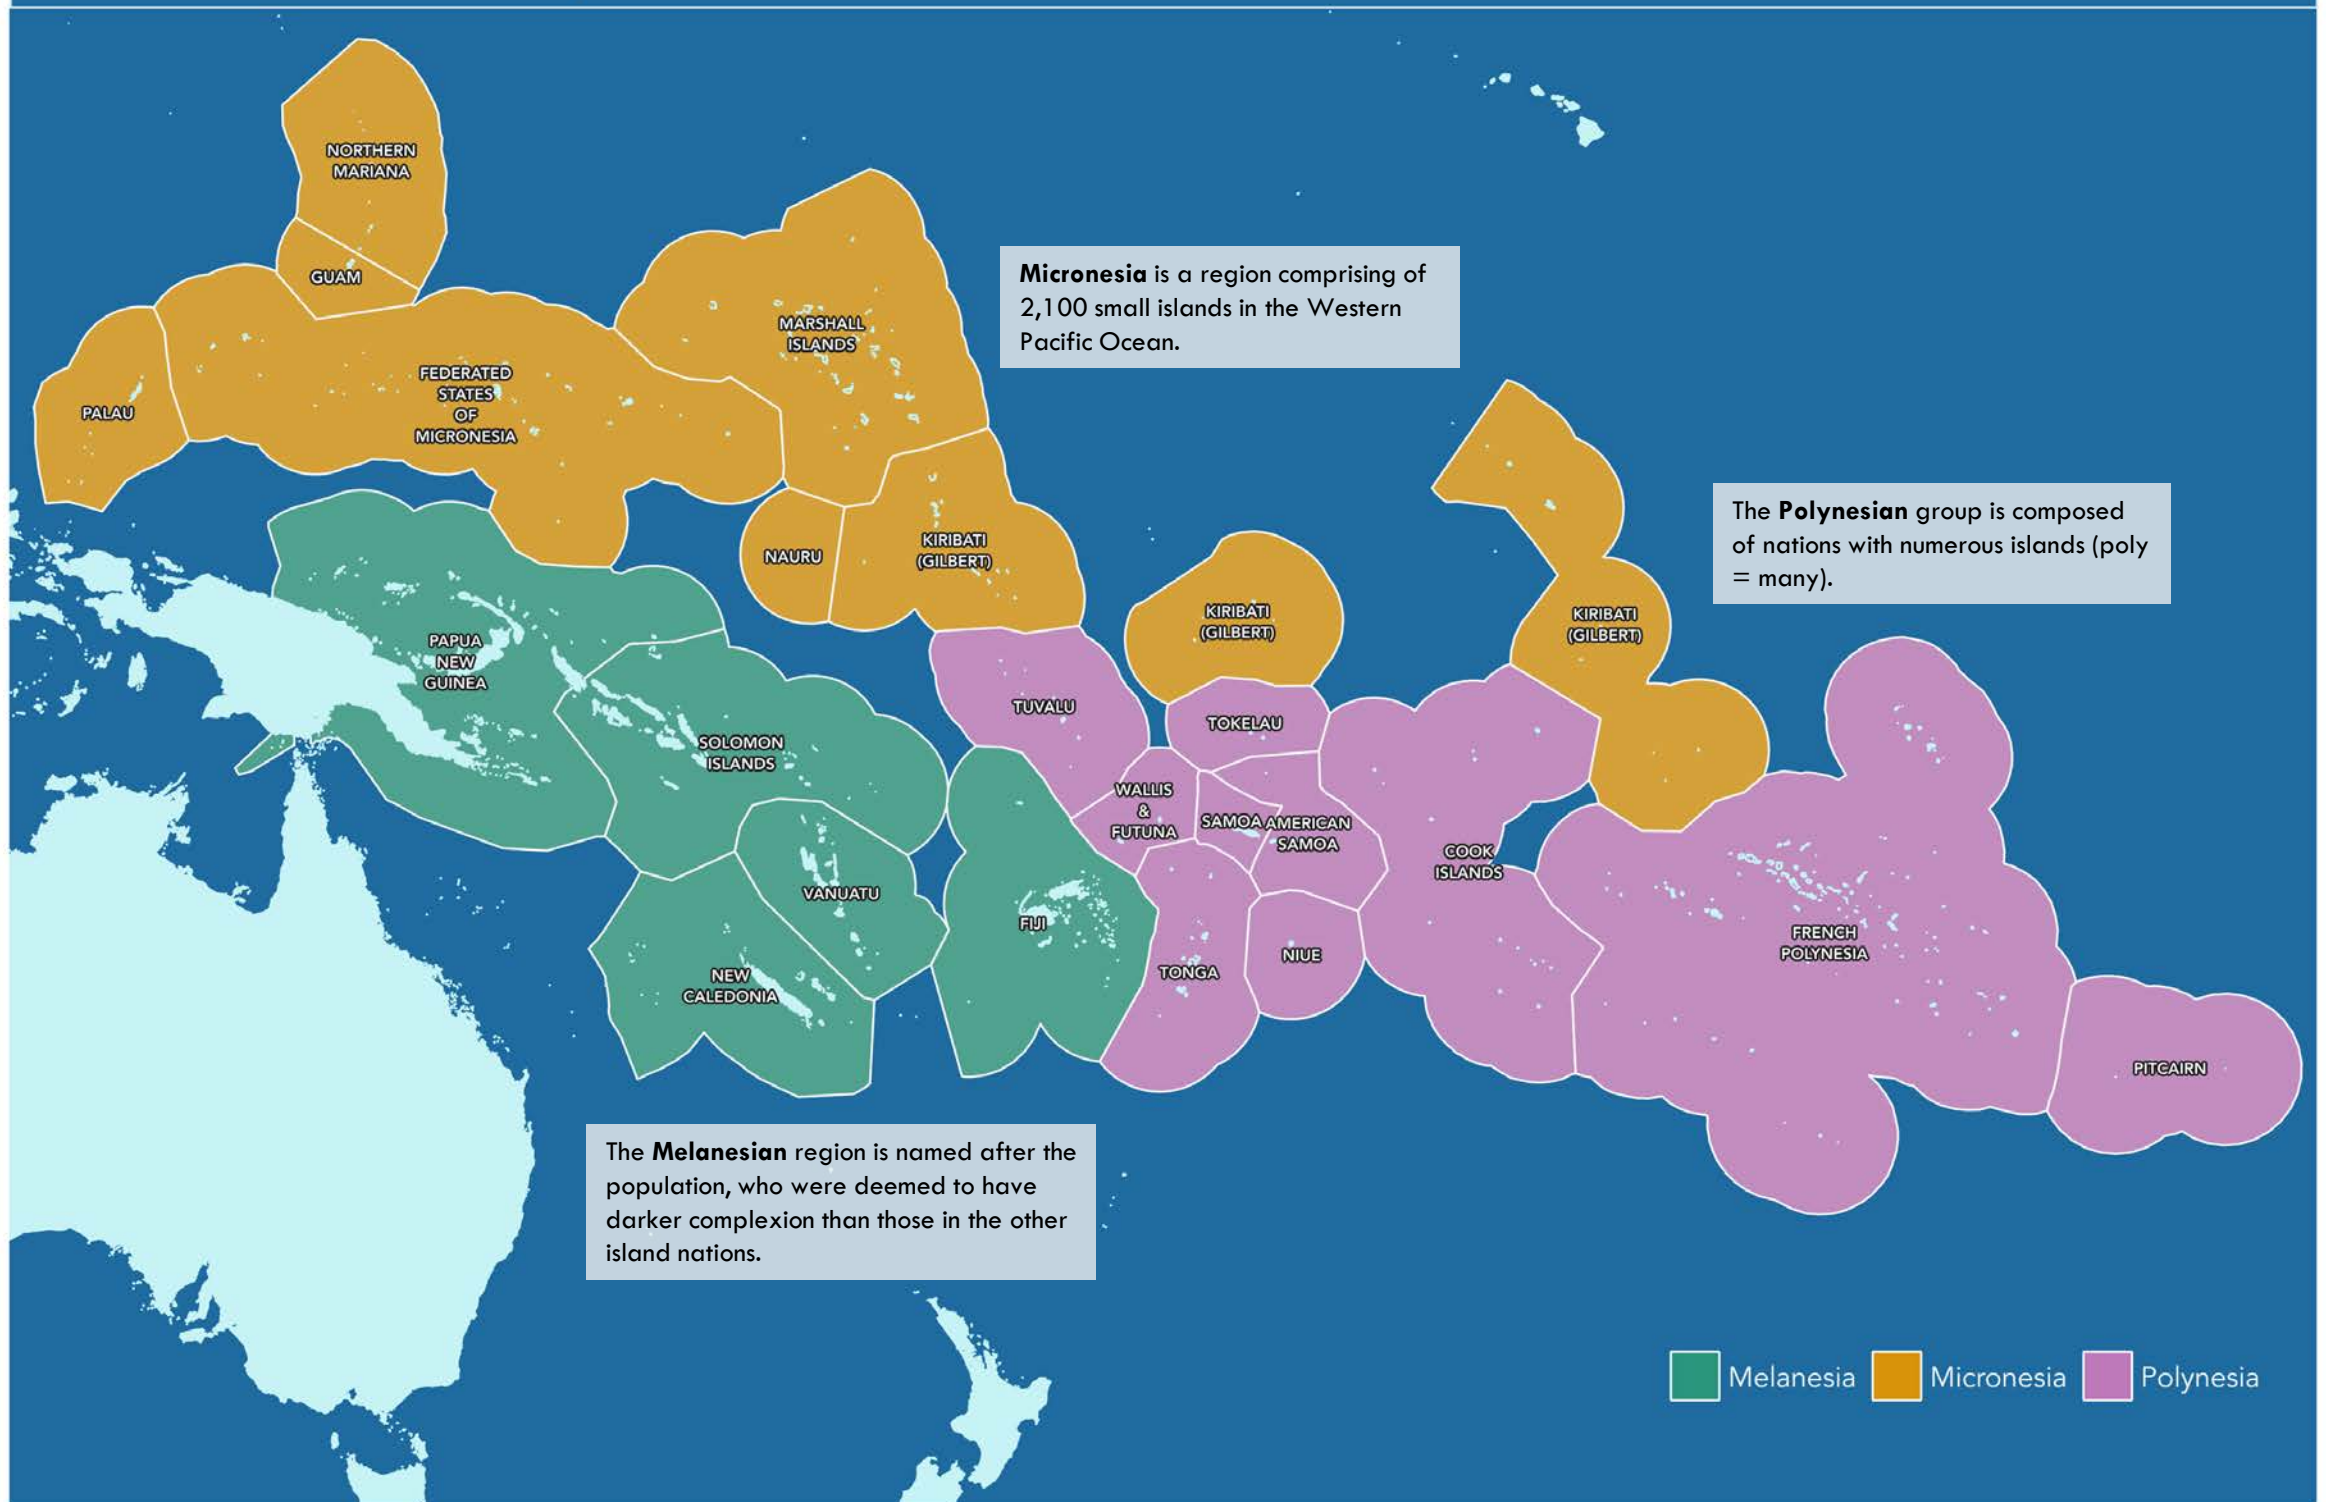 NORTHERN
MARIANA
GUAM
Micronesia is a region comprising of
2,100 small islands in the Western
Pacific Ocean.
MARSHALL
ISLANDS
FEDERATED
STATES
OF
MICRONESIA
PALAU
The Polynesian group is composed
of nations with numerous islands (poly
= many).
NAURU
KIRIBATI
(GILBERT)
KIRIBATI
(GILBERT)
KIRIBATI
(GILBERT)
PAPUA
NEW
GUINEA
TUVALU
TOKELAU
SOLOMON
ISLANDS
WALLIS
&
FUTUNA
SAMOA
AMERICAN
SAMOA
COOK
ISLANDS
VANUATU
FIJI
FRENCH
POLYNESIA
NIUE
TONGA
NEW
CALEDONIA
PITCAIRN
The Melanesian region is named after the
population, who were deemed to have
darker complexion than those in the other
island nations.
Melanesia
Micronesia
Polynesia